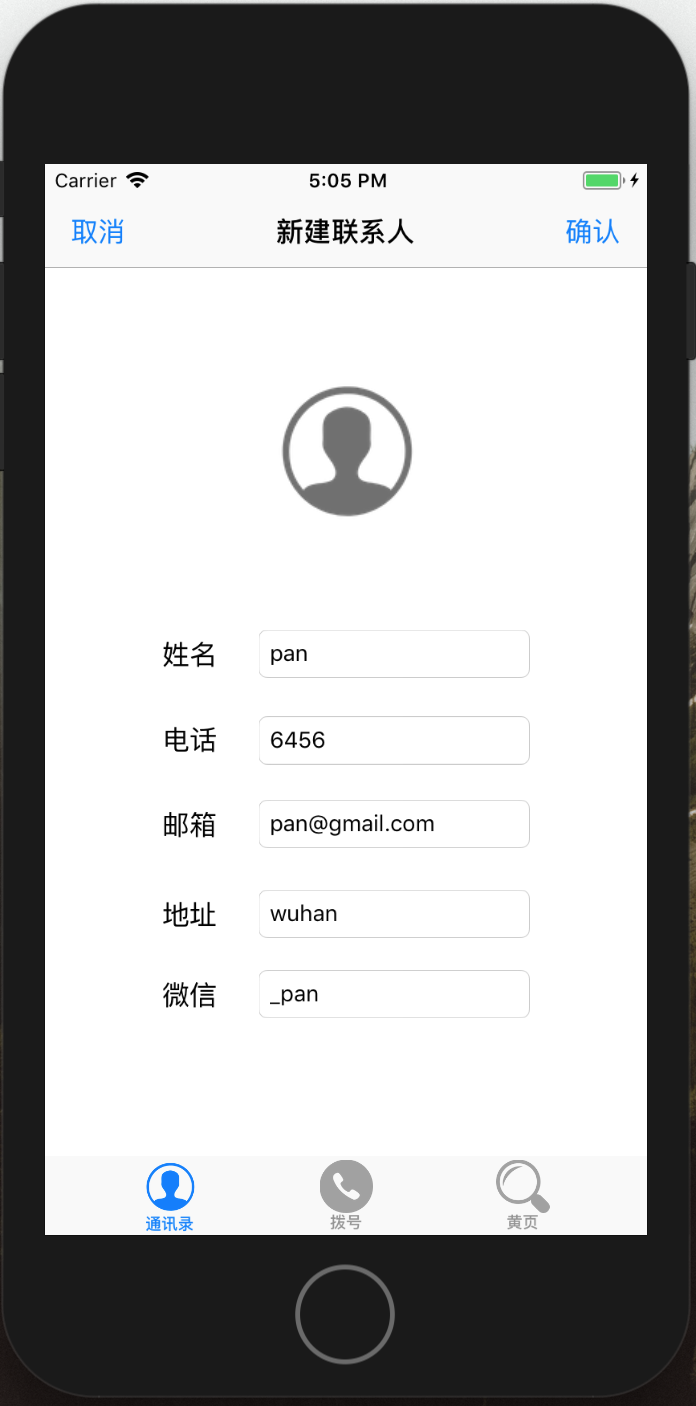 Carrier 5:05 PM
取消 新建联系人 确认
姓名 pan
电话 6456
邮箱 pan@gmail.com
地址 wuhan
微信 _pan
通讯录 拨号 黄页